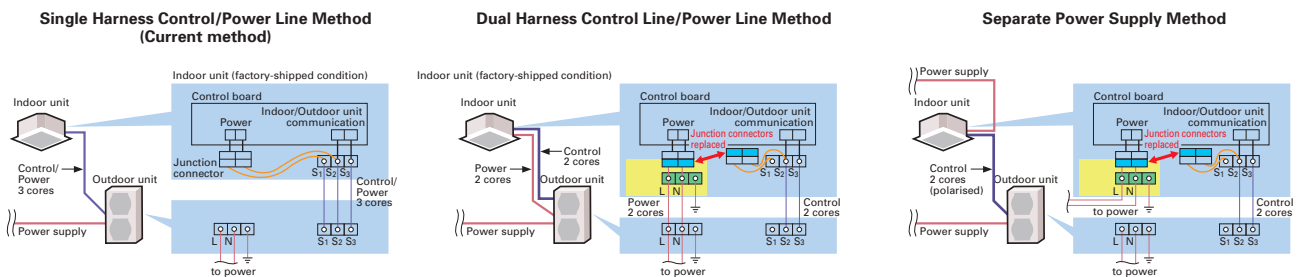 Single Harness Control/Power Line Method
(Current method)
Indoor unit (factory-shipped condition)
Indoor unit
Control board
Indoor/Outdoor unit
communication
Power
Junction
connector
S1 S2 S3
Control/
Power
3 cores
Outdoor unit
Control/
Power
3 cores
Power supply
L N
S1 S2 S3
to power
Dual Harness Control Line/Power Line Method
Indoor unit (factory-shipped condition)
Indoor unit
Control board
Indoor/Outdoor unit
communication
Power
Junction connectors
replaced
Control
2 cores
Power
2 cores
S1 S2 S3
Outdoor unit
L N
Power
2 cores
Control
2 cores
Power supply
L N
S1 S2 S3
to power
Separate Power Supply Method
Power supply
Indoor unit
Control board
Indoor/Outdoor unit
communication
Power
Junction connectors
replaced
Control
2 cores
(polarised)
S1 S2 S3
Outdoor unit
L N
to power
Control
2 cores
Power supply
L N
S1 S2 S3
to power